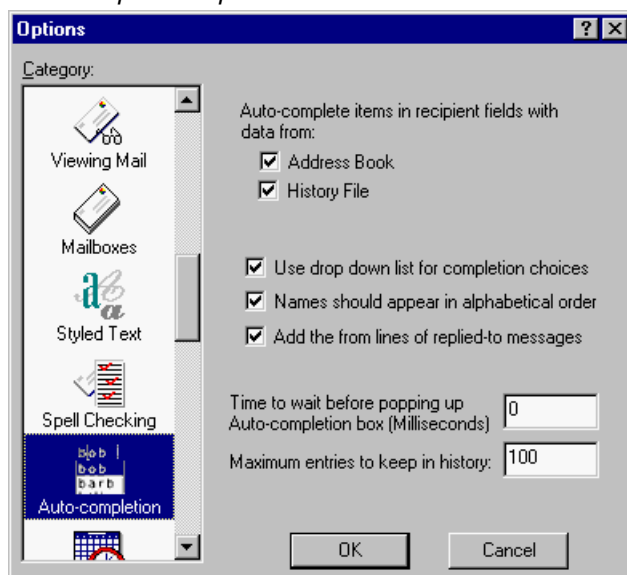 Options
Category:
Viewing Mail
Mailboxes
Styled Text
Spell Checking
blob
bob
barb
Auto-completion
Auto-complete items in recipient fields with
data from:
Address Book
History File
Use drop down list for completion choices
Names should appear in alphabetical order
Add the from lines of replied-to messages
Time to wait before popping up
Auto-completion box (Milliseconds)
0
Maximum entries to keep in history:
100
OK
Cancel